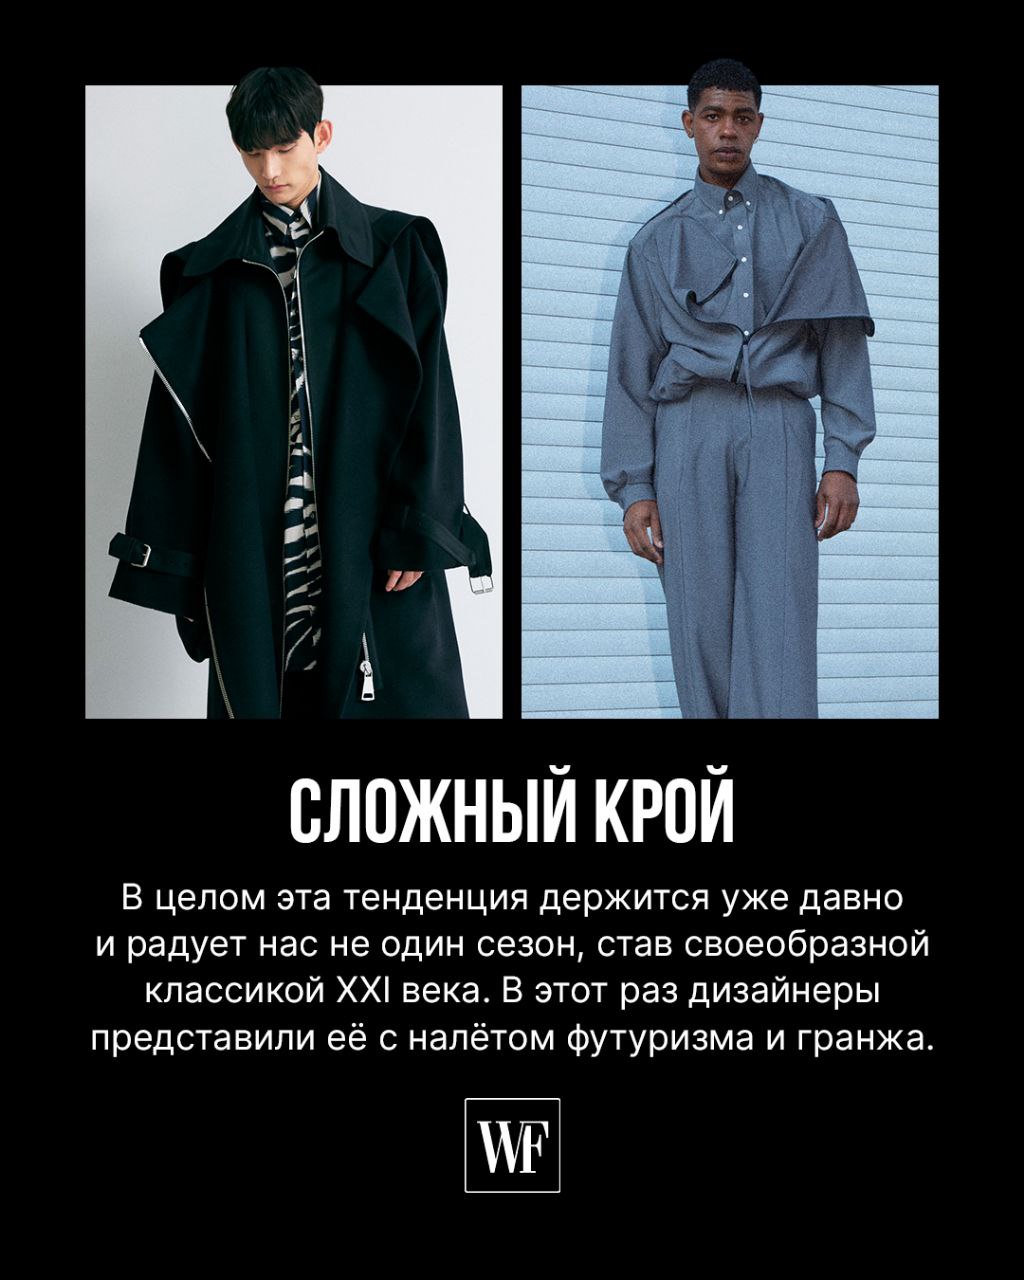 СЛОЖНЫЙ КРОЙ
В целом эта тенденция держится уже давно
и радует нас не один сезон, став своеобразной
классикой XXI века. В этот раз дизайнеры
представили её с налётом футуризма и гранжа.
WF